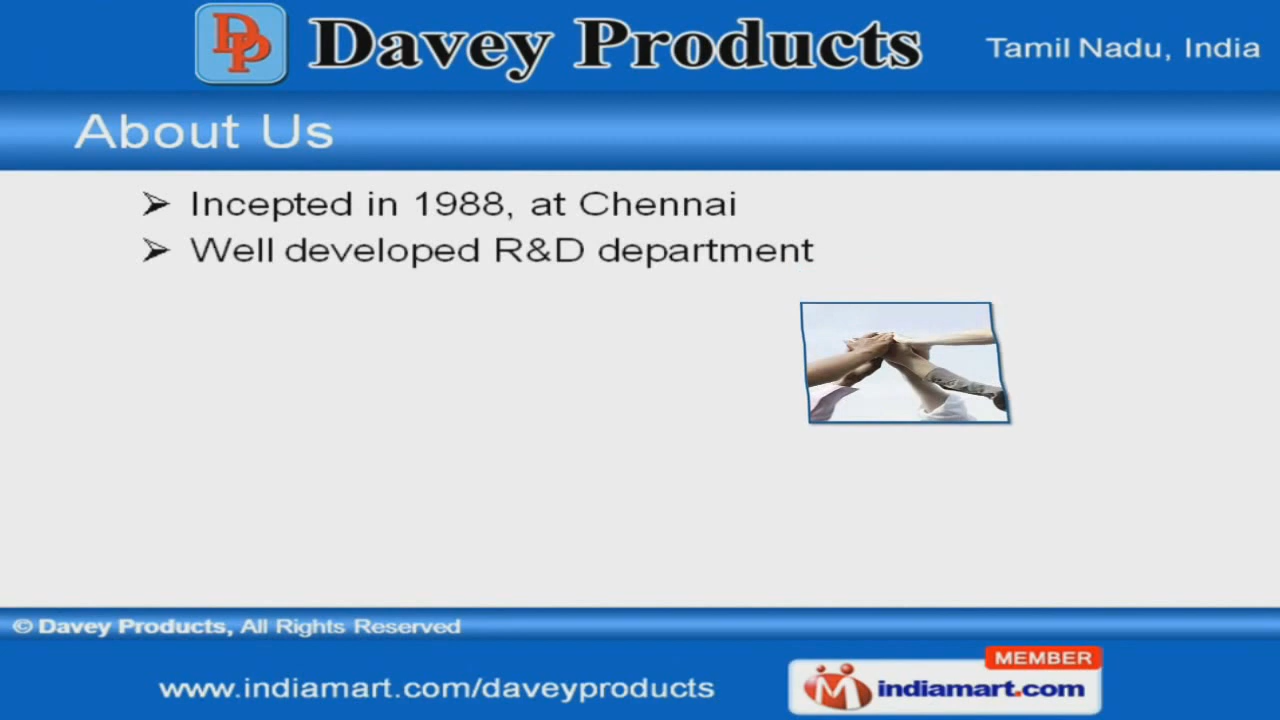 DP Davey Products
Tamil Nadu, India
About Us
➢ Incepted in 1988, at Chennai
➢ Well developed R&D department
© Davey Products, All Rights Reserved
MEMBER
www.indiamart.com/daveyproducts
indiamart.com